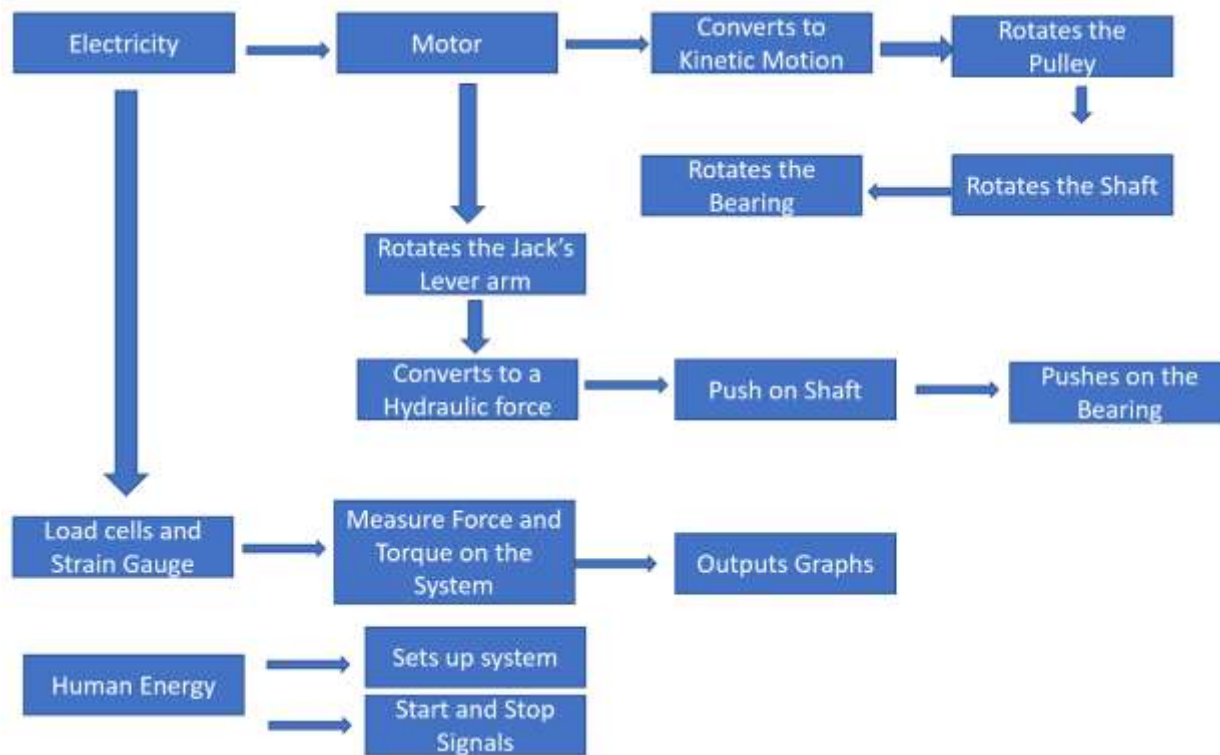 Electricity
Motor
Converts to
Kinetic Motion
Rotates the
Pulley
Rotates the
Bearing
Rotates the Shaft
Rotates the Jack's
Lever arm
Converts to a
Hydraulic force
Push on Shaft
Pushes on the
Bearing
Load cells and
Strain Gauge
Measure Force and
Torque on the
System
Outputs Graphs
Human Energy
Sets up system
Start and Stop
Signals